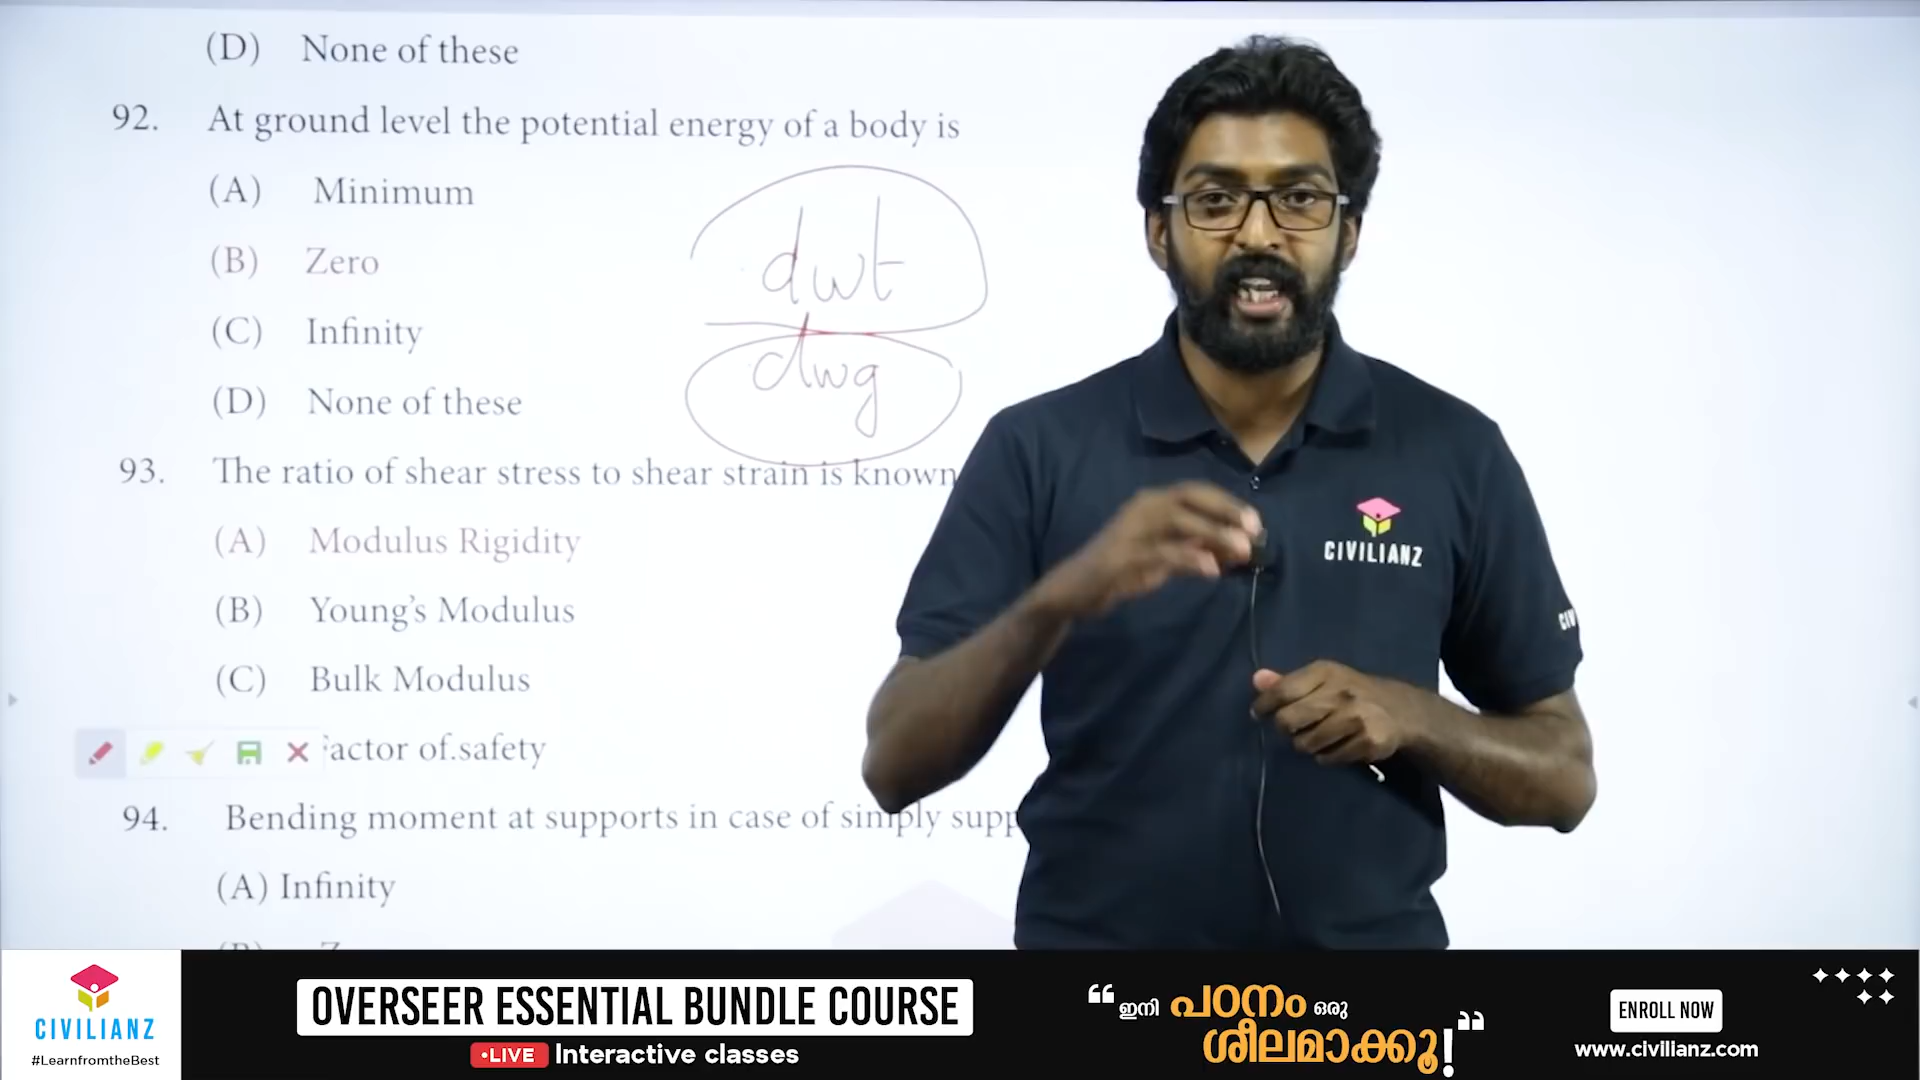 (D) None of these
92. At ground level the potential energy of a body is
(A) Minimum
(B) Zero
(C) Infinity
(D) None of these
dwt
dwg
93. The ratio of shear stress to shear strain is known
(A) Modulus Rigidity
(B) Young's Modulus
(C) Bulk Modulus
factor of.safety
94. Bending moment at supports in case of simply supp
(A) Infinity
CIVILIANZ
CIV
CIVILIANZ
#LearnfromtheBest
OVERSEER ESSENTIAL BUNDLE COURSE
•LIVE Interactive classes
“ഇനി പഠനം ഒരു
ശീലമാക്കൂ!”
ENROLL NOW
www.civilianz.com